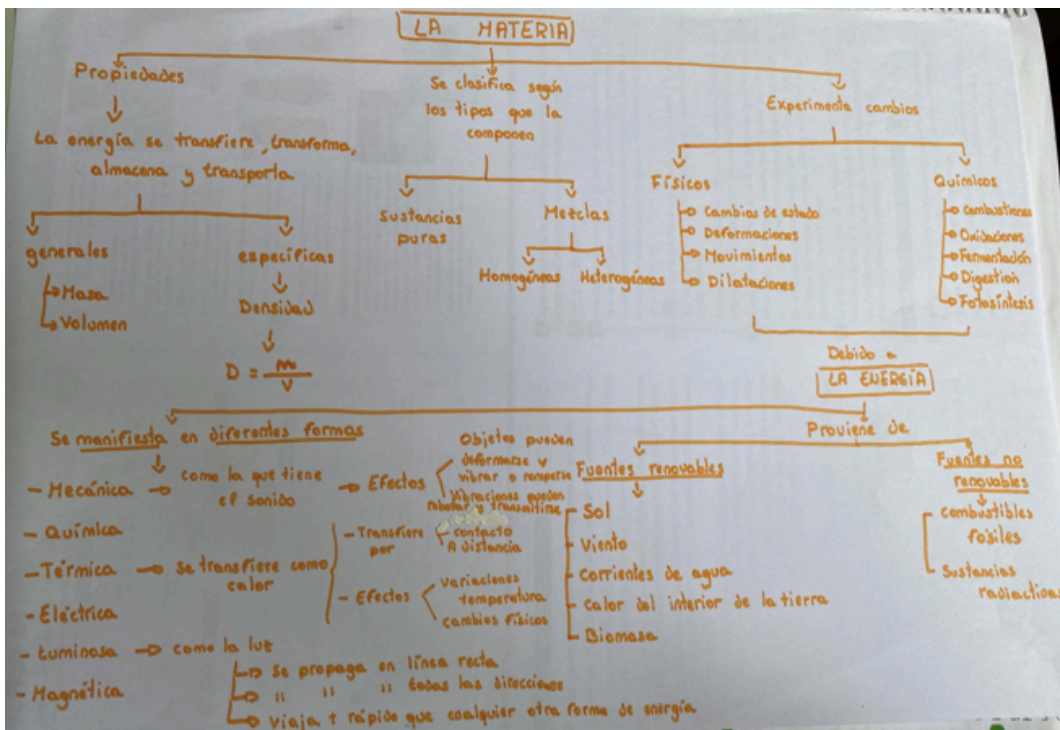 LA MATERIA
Propiedades
La energía se transfiere, transforma,
almacena y transporta
generales
Masa
Volumen
específicas
Densidad
D = m/v
Se clasifica según
los tipos que la
componen
Sustancias
puras
Mezclas
Homogéneas Heterogéneas
Experimenta cambios
Físicos
Cambios de estado
Deformaciones
Movimientos
Dilataciones
Químicos
Combustiones
Oxidaciones
Fermentación
Digestión
Fotosíntesis
Debido a
LA ENERGÍA
Se manifiesta en diferentes formas
- Mecánica
como la que tiene
el sonido
Efectos
Objetos pueden
deformarse y
vibrar o romperse
Vibraciones pueden
rebotar y transmitirse
- Química
- Térmica
se transfiere como
calor
- Transfiere
por
contacto
A distancia
- Efectos
Variaciones
temperatura
cambios físicos
- Eléctrica
- Luminosa
como la luz
Se propaga en línea recta
" " " todas las direcciones
Viaja + rápido que cualquier otra forma de energía
- Magnética
Proviene de
Fuentes renovables
Sol
Viento
Corrientes de agua
Calor del interior de la tierra
Biomasa
Fuentes no
renovables
Combustibles
fósiles
Sustancias
radiactivas